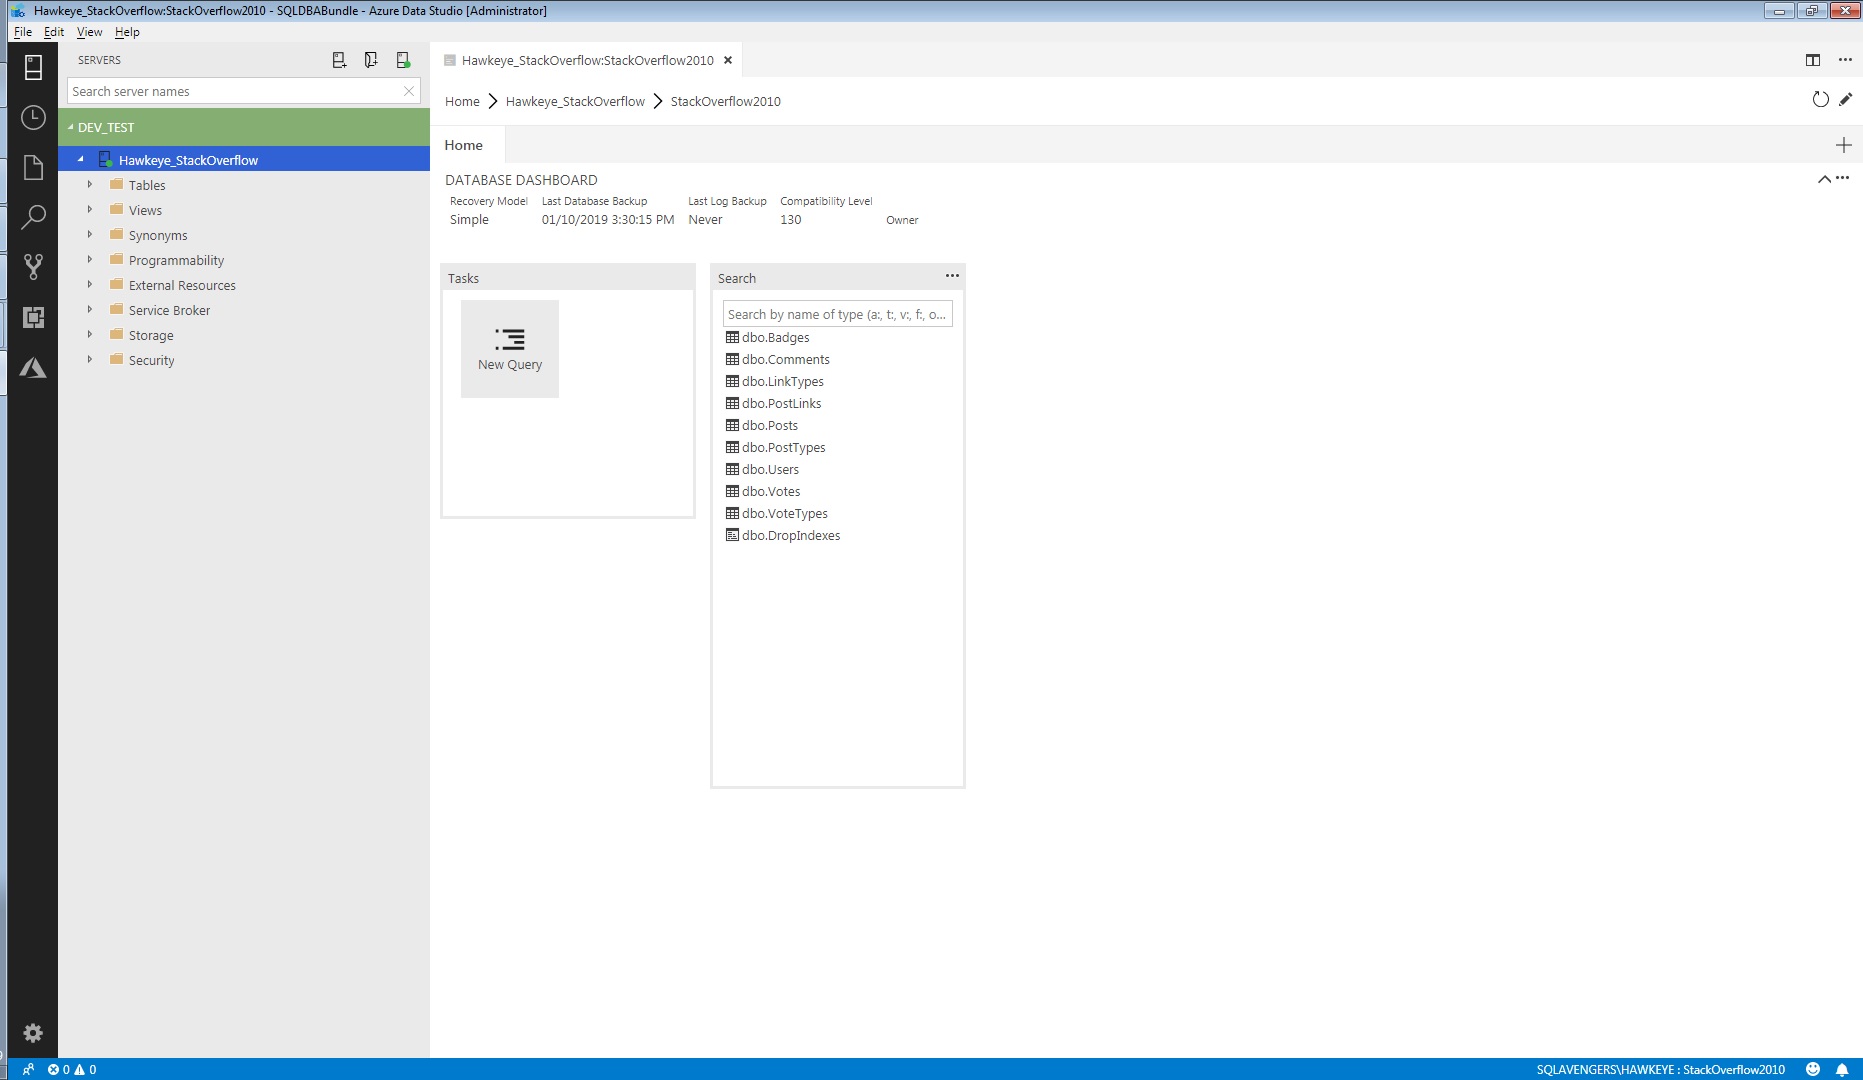 Hawkeye_StackOverflow:StackOverflow2010 - SQLDBABundle - Azure Data Studio [Administrator]
File Edit View Help
SERVERS
Search server names
DEV_TEST
Hawkeye_StackOverflow
Tables
Views
Synonyms
Programmability
External Resources
Service Broker
Storage
Security
Hawkeye_StackOverflow:StackOverflow2010
Home Hawkeye_StackOverflow StackOverflow2010
Home
DATABASE DASHBOARD
Recovery Model Last Database Backup Last Log Backup Compatibility Level
Simple 01/10/2019 3:30:15 PM Never 130 Owner
Tasks
New Query
Search
Search by name of type (a:, t:, v:, f:, o...
dbo.Badges
dbo.Comments
dbo.LinkTypes
dbo.PostLinks
dbo.Posts
dbo.PostTypes
dbo.Users
dbo.Votes
dbo.VoteTypes
dbo.DropIndexes
0 0 SQLAVENGERS\HAWKEYE : StackOverflow2010